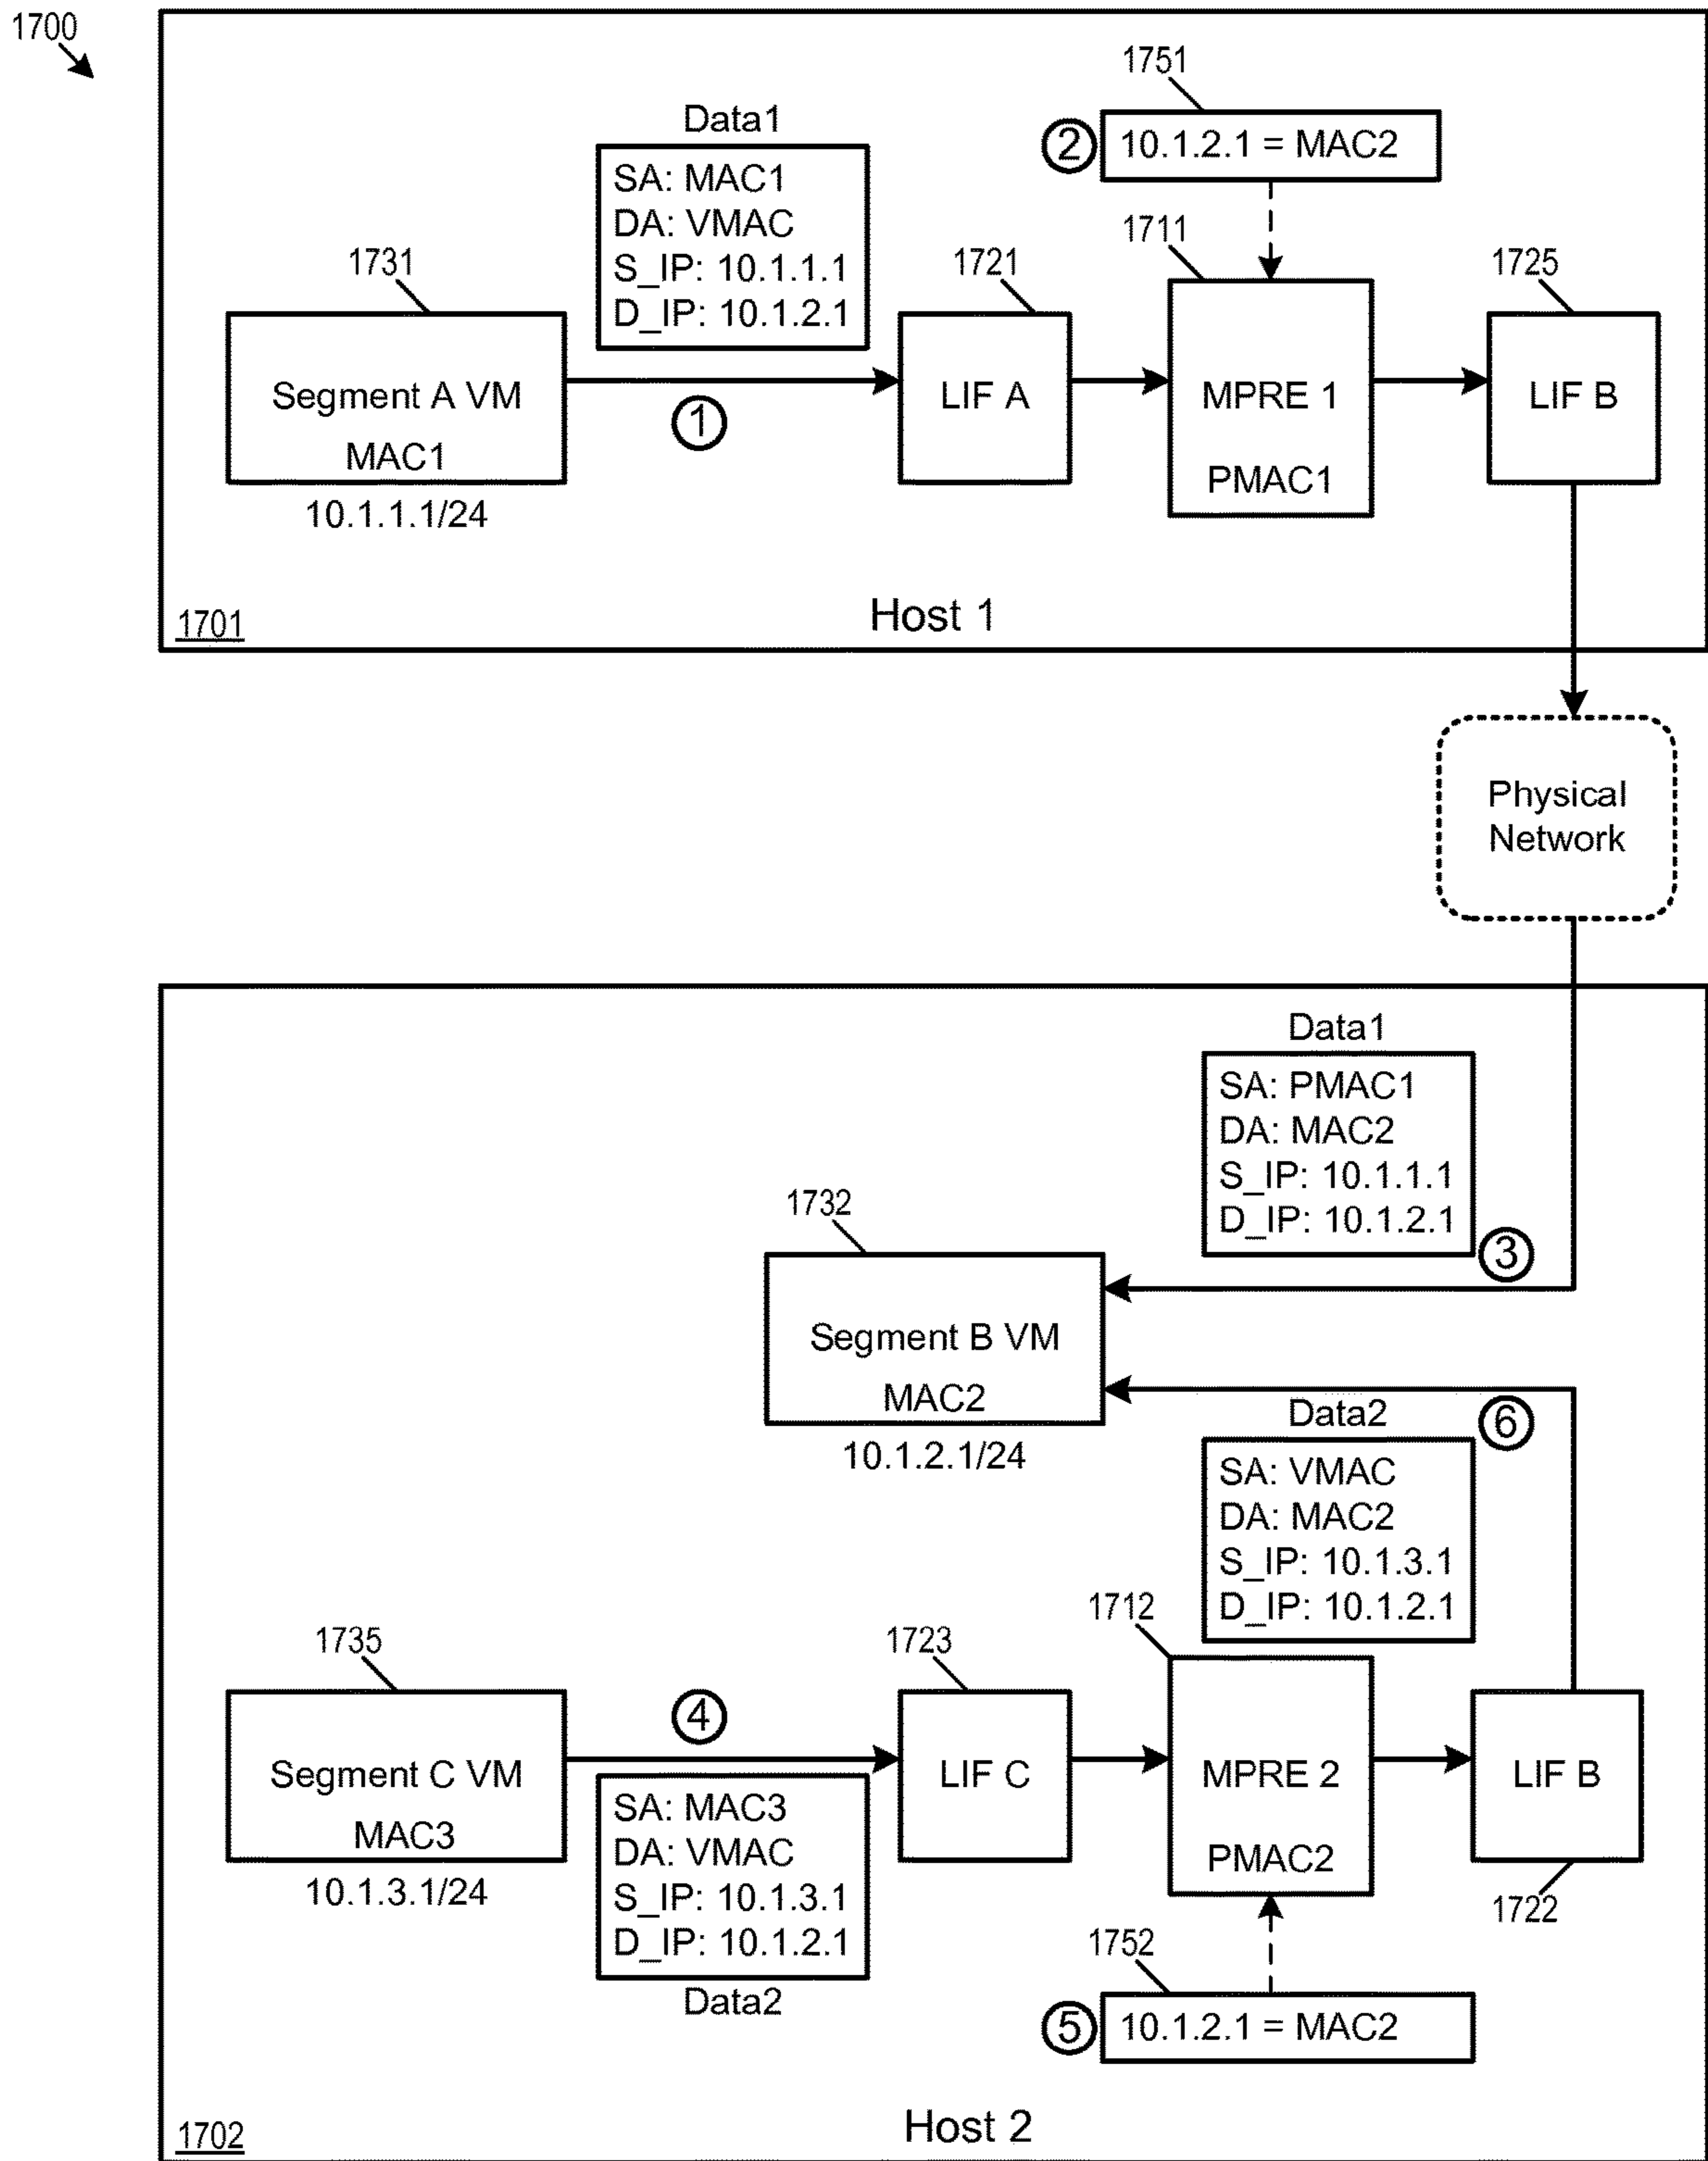 1700
1751
Data1
② 10.1.2.1 = MAC2
SA: MAC1
DA: VMAC
S_IP: 10.1.1.1
D_IP: 10.1.2.1
1731
1721
1711
1725
Segment A VM
MAC1
10.1.1.1/24
①
LIF A
MPRE 1
PMAC1
LIF B
1701
Host 1
Physical
Network
Data1
SA: PMAC1
DA: MAC2
S_IP: 10.1.1.1
D_IP: 10.1.2.1
③
1732
Segment B VM
MAC2
10.1.2.1/24
Data2
⑥
SA: VMAC
DA: MAC2
S_IP: 10.1.3.1
D_IP: 10.1.2.1
1735
1723
1712
Segment C VM
MAC3
10.1.3.1/24
④
SA: MAC3
DA: VMAC
S_IP: 10.1.3.1
D_IP: 10.1.2.1
Data2
LIF C
MPRE 2
PMAC2
LIF B
1722
1752
⑤ 10.1.2.1 = MAC2
1702
Host 2